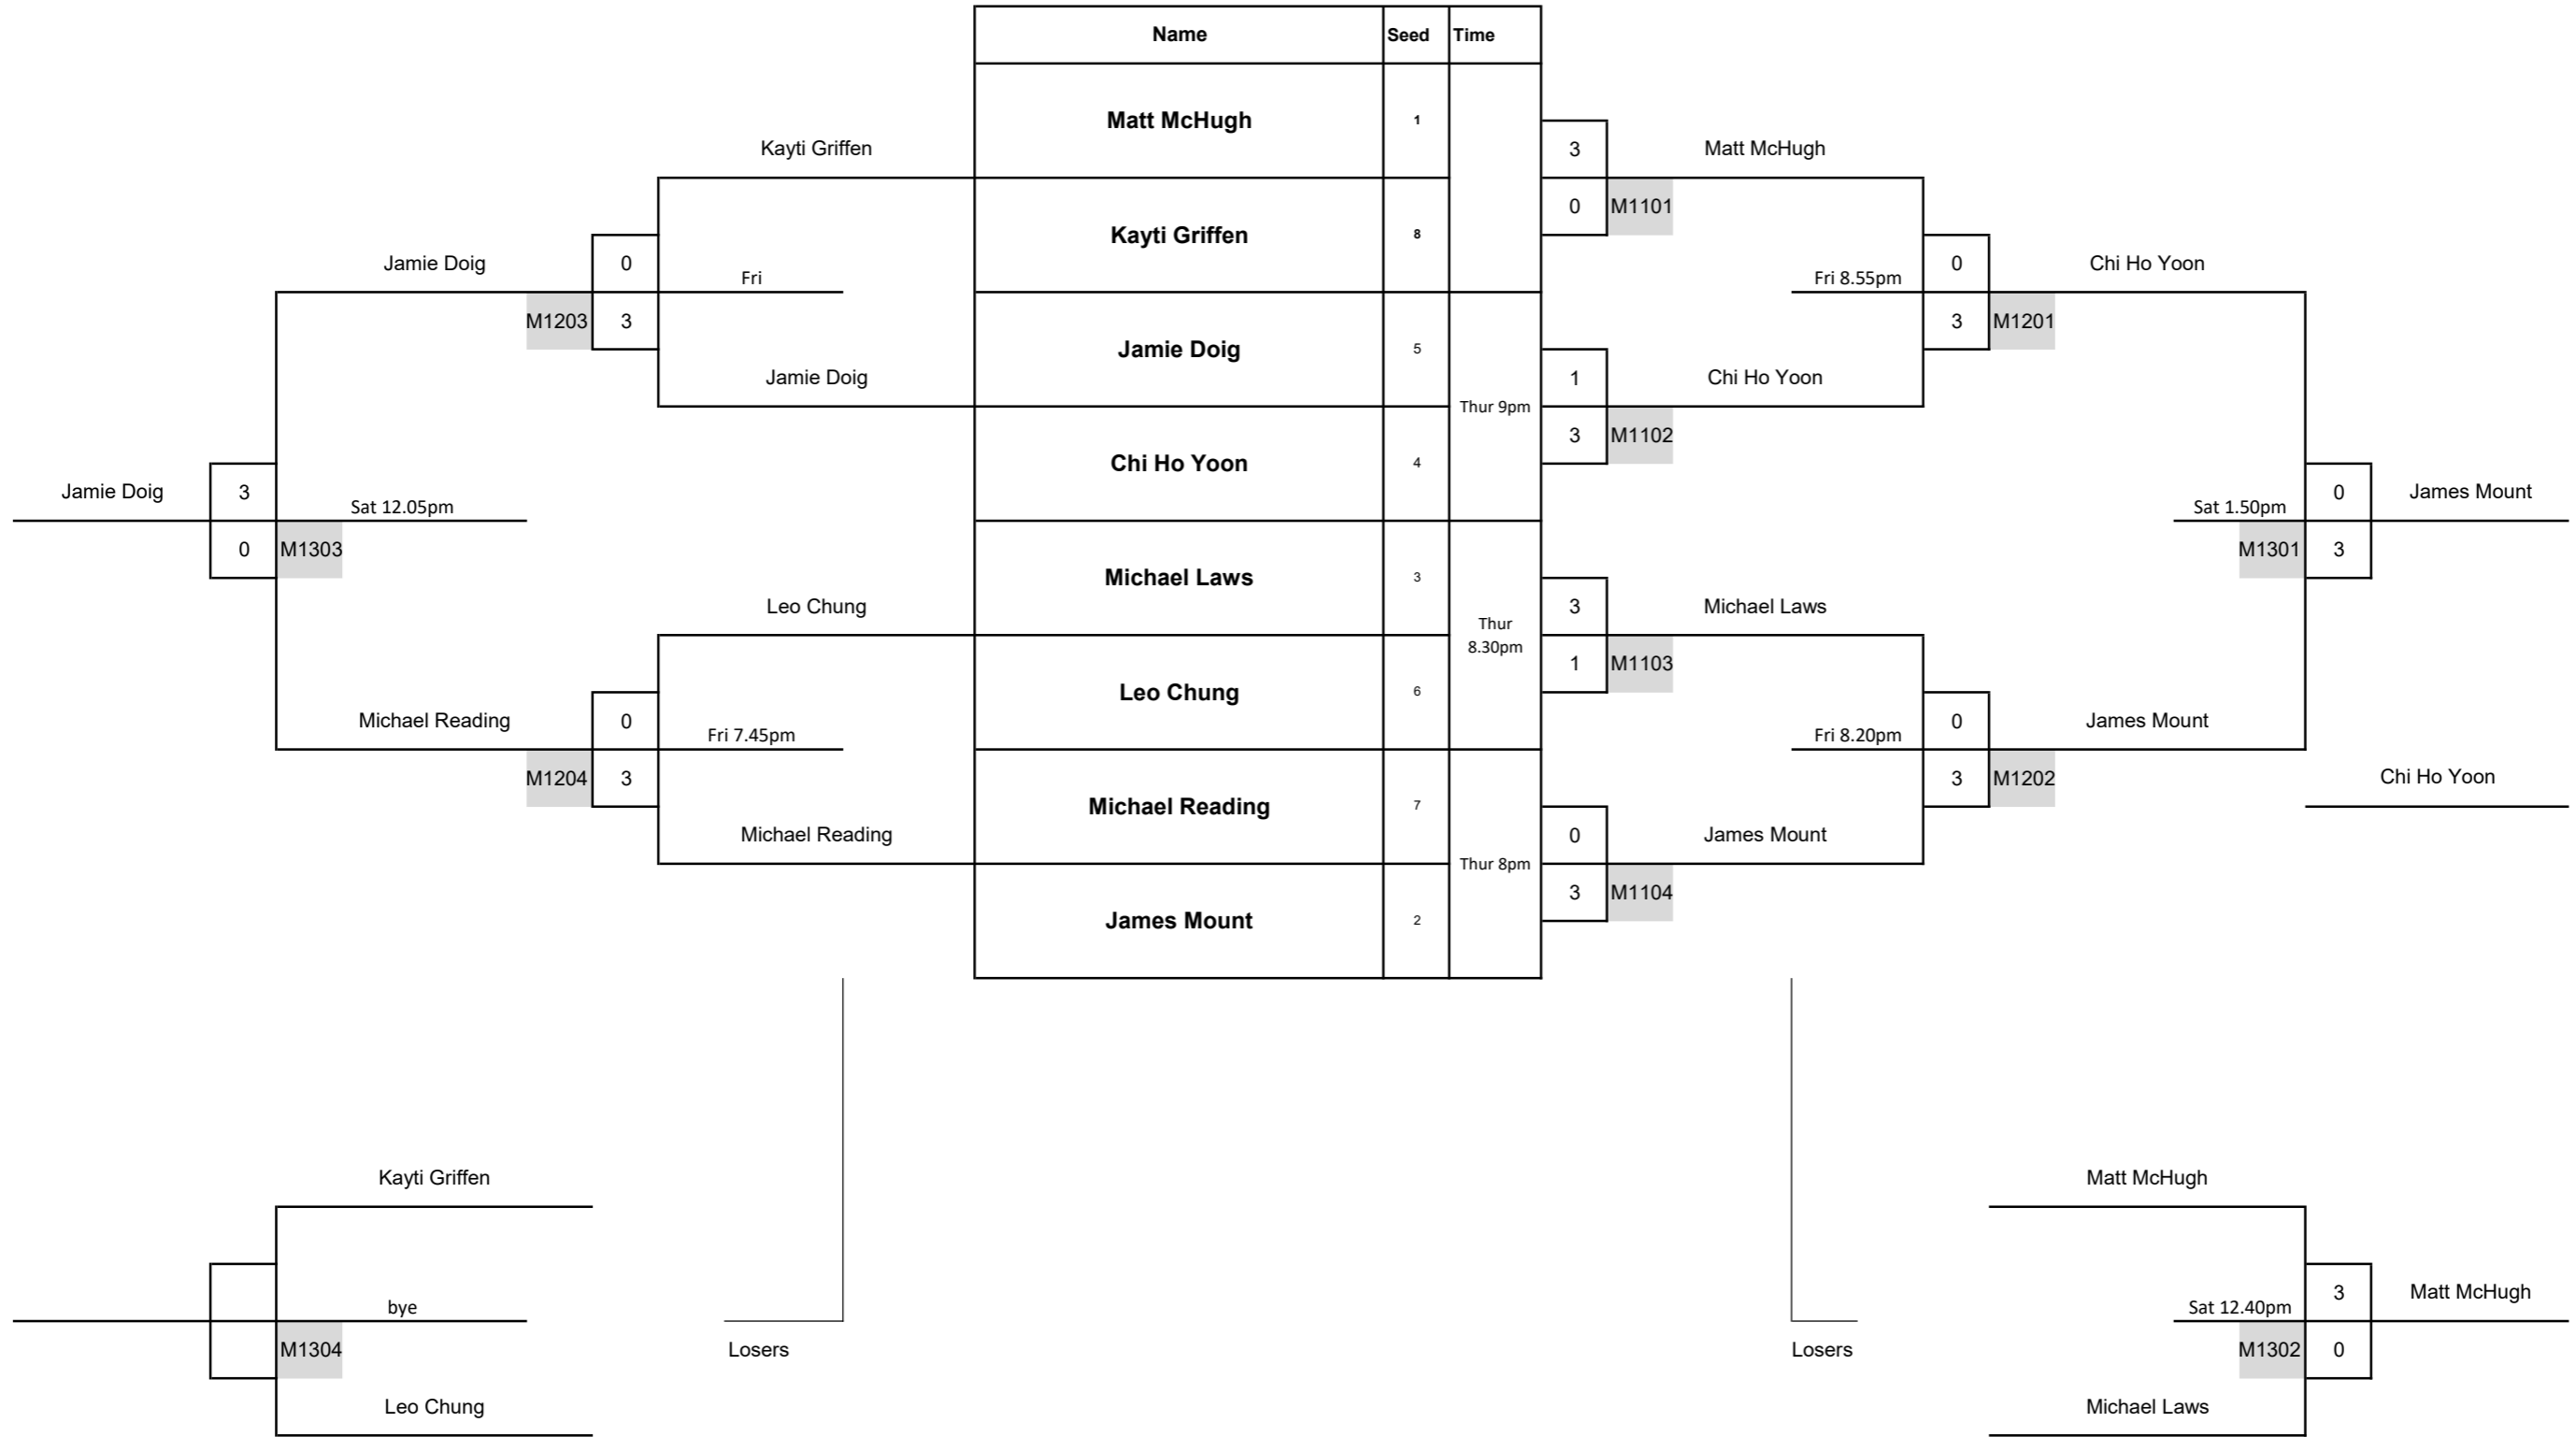 Name Seed Time
Matt McHugh 1
Kayti Griffen
3 Matt McHugh
0 M1101
Kayti Griffen 8
Jamie Doig 0
Fri
Fri 8.55pm
0 Chi Ho Yoon
M1203 3
3 M1201
Jamie Doig 5
Jamie Doig
1 Chi Ho Yoon
Thur 9pm
3 M1102
Chi Ho Yoon 4
Jamie Doig 3
Sat 12.05pm
Sat 1.50pm
0 James Mount
0 M1303
M1301 3
Michael Laws 3
Leo Chung
3 Michael Laws
Thur
8.30pm
1 M1103
Leo Chung 6
Michael Reading 0
Fri 7.45pm
Fri 8.20pm
0 James Mount
M1204 3
3 M1202
Chi Ho Yoon
Michael Reading 7
Michael Reading
0 James Mount
Thur 8pm
3 M1104
James Mount 2
Kayti Griffen
Matt McHugh
bye
Sat 12.40pm
3 Matt McHugh
M1304
Losers
Losers
M1302 0
Leo Chung
Michael Laws